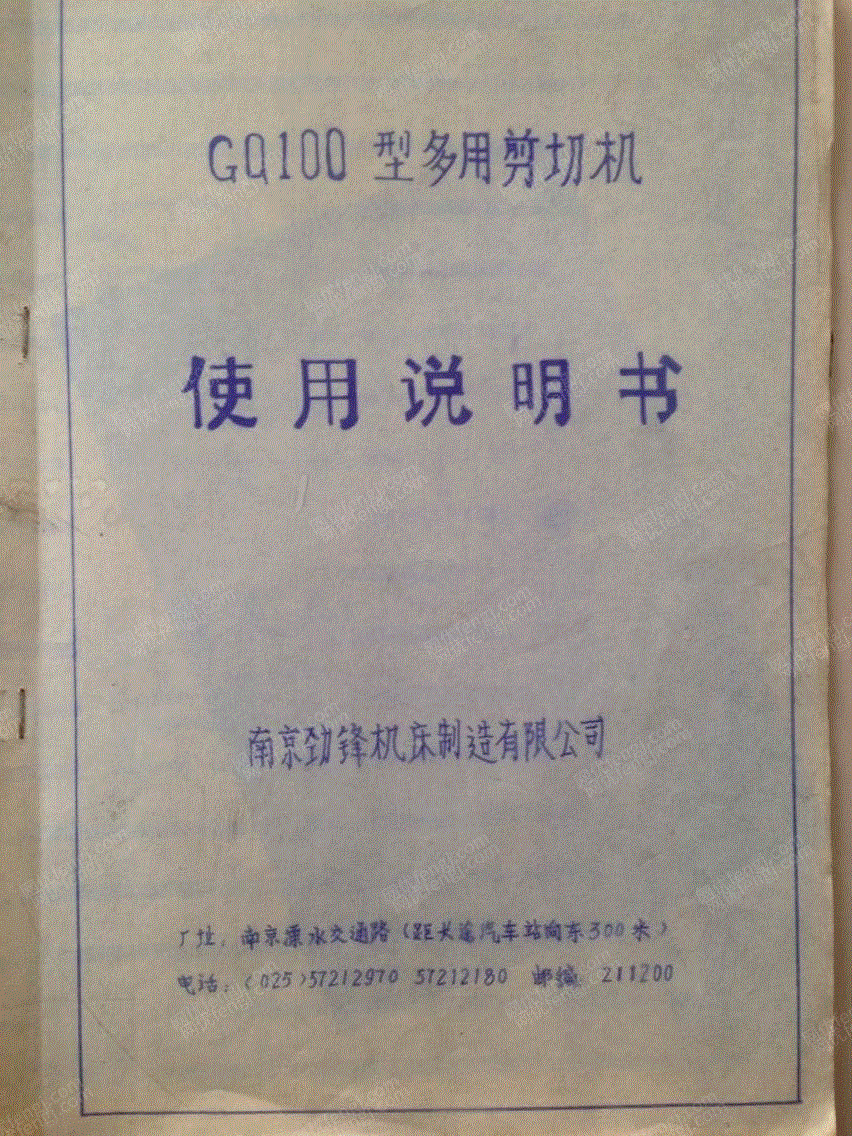 GQ100 型多用剪切机
使用说明书
南京劲锋机床制造有限公司
厂址：南京溧水交通路（ 长途汽车站向东300米）
电话：（025）57212970 57212180 邮编 211200